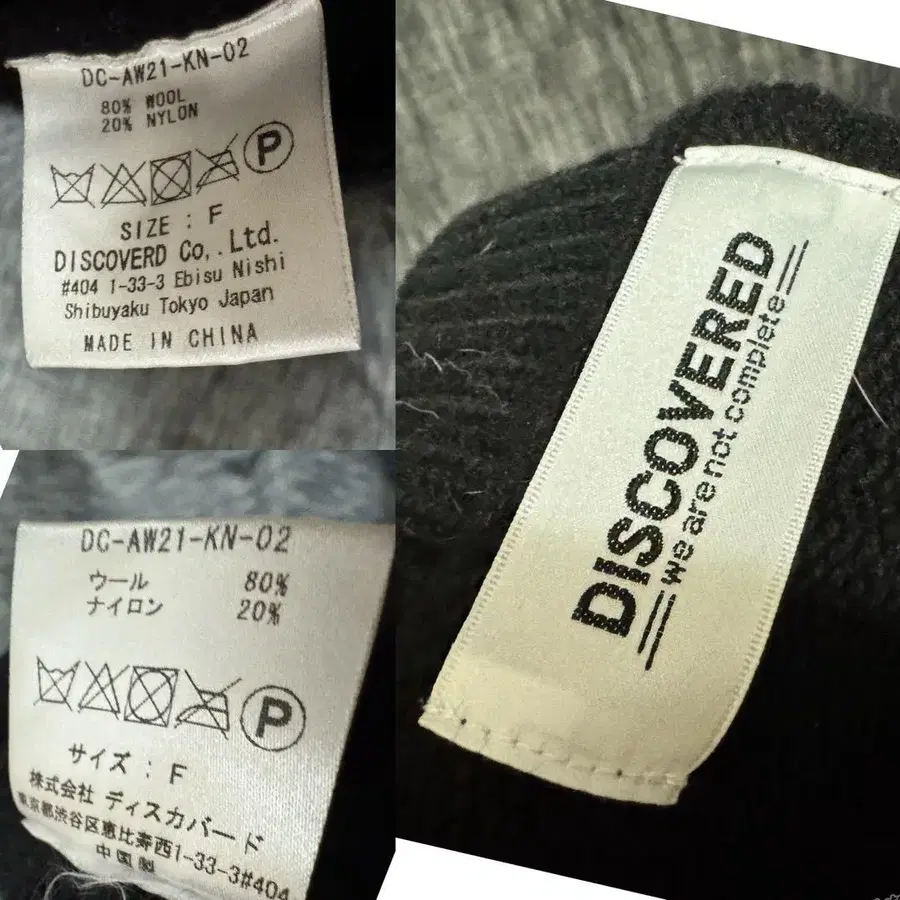 DC-AW21-KN-02
80% WOOL
20% NYLON
P
SIZE : F
DISCOVERD Co,.Ltd.
#404 1-33-3 Ebisu Nishi
Shibuyaku Tokyo Japan
MADE IN CHINA
DC-AW21-KN-02
ウール 80%
ナイロン 20%
P
サイズ : F
株式会社 ディスカバード
東京都渋谷区恵比寿西1-33-3#404
中国製
DISCOVERED
we are not complete